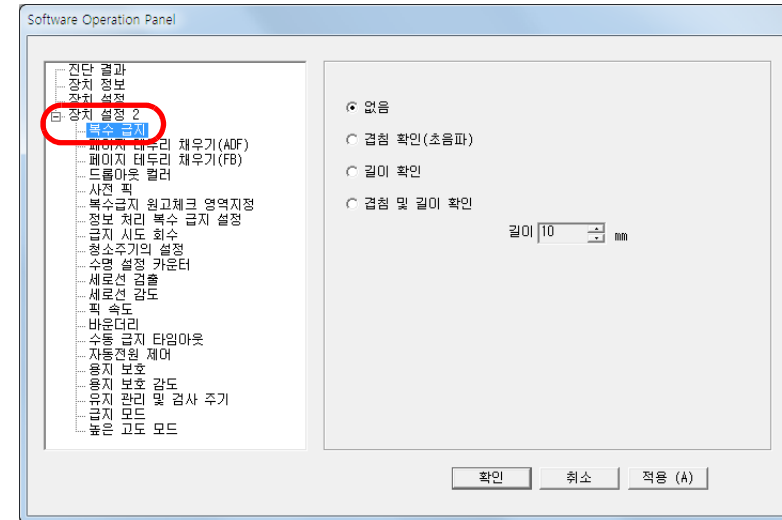 Software Operation Panel
진단 결과
장치 정보
장치 설정
장치 설정 2
복수 급지
페이지 테두리 채우기(ADF)
페이지 테두리 채우기(FB)
드롭아웃 컬러
사전 픽
복수급지 원고체크 영역지정
정보 처리 복수 급지 설정
급지 시도 회수
청소주기의 설정
수명 설정 카운터
세로선 검출
세로선 감도
픽 속도
바운더리
수동 급지 타임아웃
자동전원 제어
용지 보호
용지 보호 감도
유지 관리 및 검사 주기
급지 모드
높은 고도 모드
없음
겹침 확인(초음파)
길이 확인
겹침 및 길이 확인
길이 10 mm
확인 취소 적용 (A)